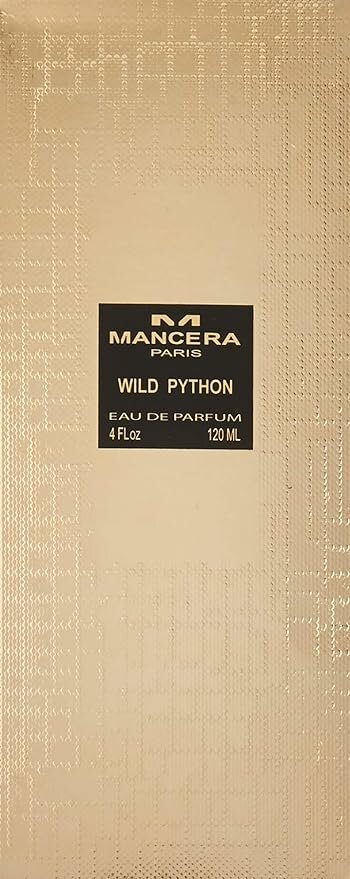 MANCERA
PARIS
WILD PYTHON
EAU DE PARFUM
4 FLoz 120 ML